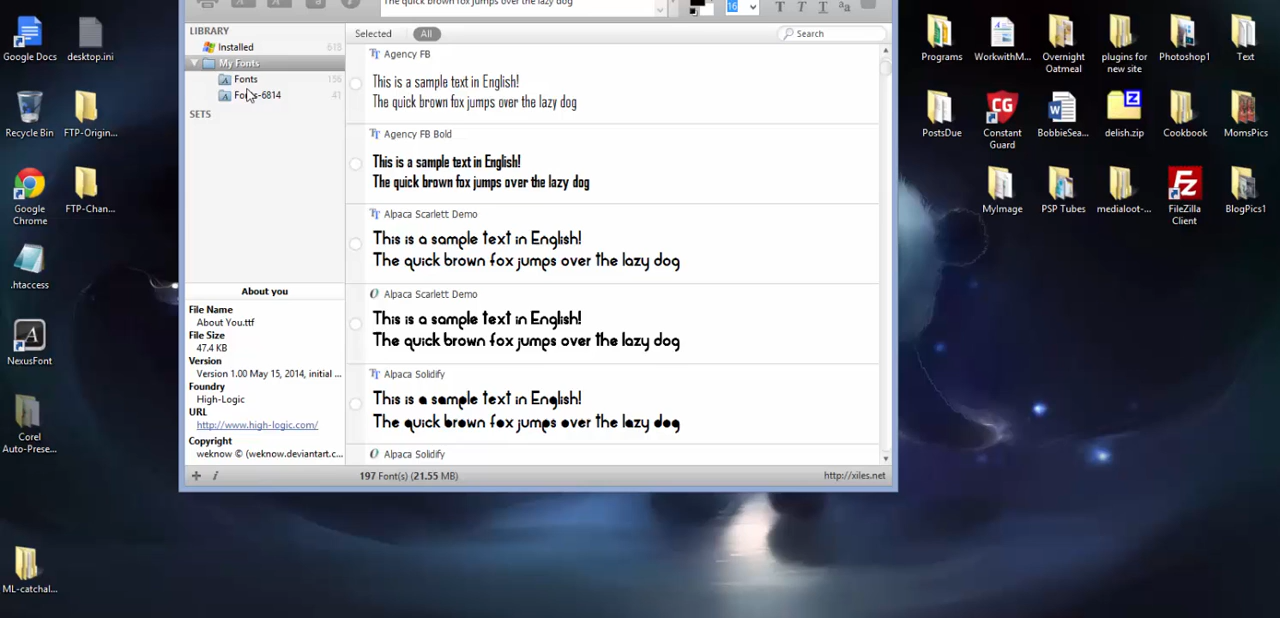 The quick brown fox jumps over the lazy dog
16
LIBRARY
Installed 613
My Fonts
Fonts 156
41
SETS
About you
File Name
About You.ttf
File Size
47.4 KB
Version
Version 1.00 May 15, 2014, initial ...
Foundry
High-Logic
URL
http://www.high-logic.com/
Copyright
weknow © (weknow.deviantart.c...
Selected All Search
Agency FB
This is a sample text in English!
The quick brown fox jumps over the lazy dog
Agency FB Bold
This is a sample text in English!
The quick brown fox jumps over the lazy dog
Alpaca Scarlett Demo
This is a sample text in English!
The quick brown fox jumps over the lazy dog
Alpaca Scarlett Demo
This is a sample text in English!
The quick brown fox jumps over the lazy dog
Alpaca Solidify
This is a sample text in English!
The quick brown fox jumps over the lazy dog
Alpaca Solidify
197 Font(s) (21.55 MB)
http://xiles.net
Google Docs
desktop.ini
Recycle Bin
FTP-Origin...
Google
Chrome
FTP-Chan...
.htaccess
NexusFont
Corel
Auto-Prese...
ML-catchal...
Programs
WorkwithM...
Overnight
Oatmeal
plugins for
new site
Photoshop1
Text
PostsDue
Constant
Guard
BobbieSea...
delish.zip
Cookbook
MomsPics
MyImage
PSP Tubes
medialoot-...
FileZilla
Client
BlogPics1